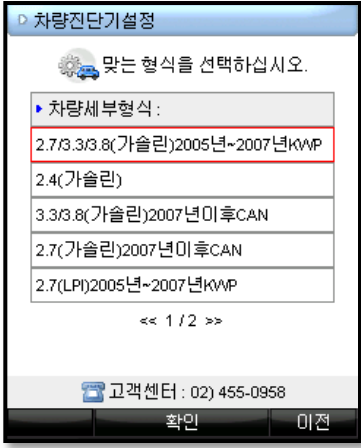 차량진단기설정
맞는 형식을 선택하십시오.
차량세부형식 :
2.7/3.3/3.8(가솔린)2005년~2007년KWP
2.4(가솔린)
3.3/3.8(가솔린)2007년이후CAN
2.7(가솔린)2007년이후CAN
2.7(LPI)2005년~2007년KWP
<< 1 / 2 >>
고객센터 : 02) 455-0958
확인 이전